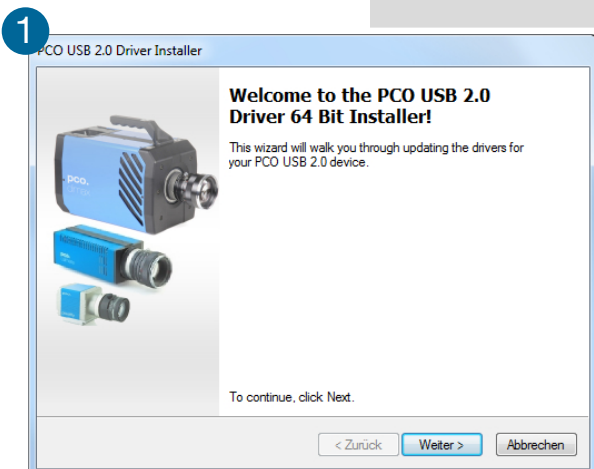 1
PCO USB 2.0 Driver Installer
Welcome to the PCO USB 2.0
Driver 64 Bit Installer!
This wizard will walk you through updating the drivers for
your PCO USB 2.0 device.
pco.
To continue, click Next.
< Zurück Weiter > Abbrechen